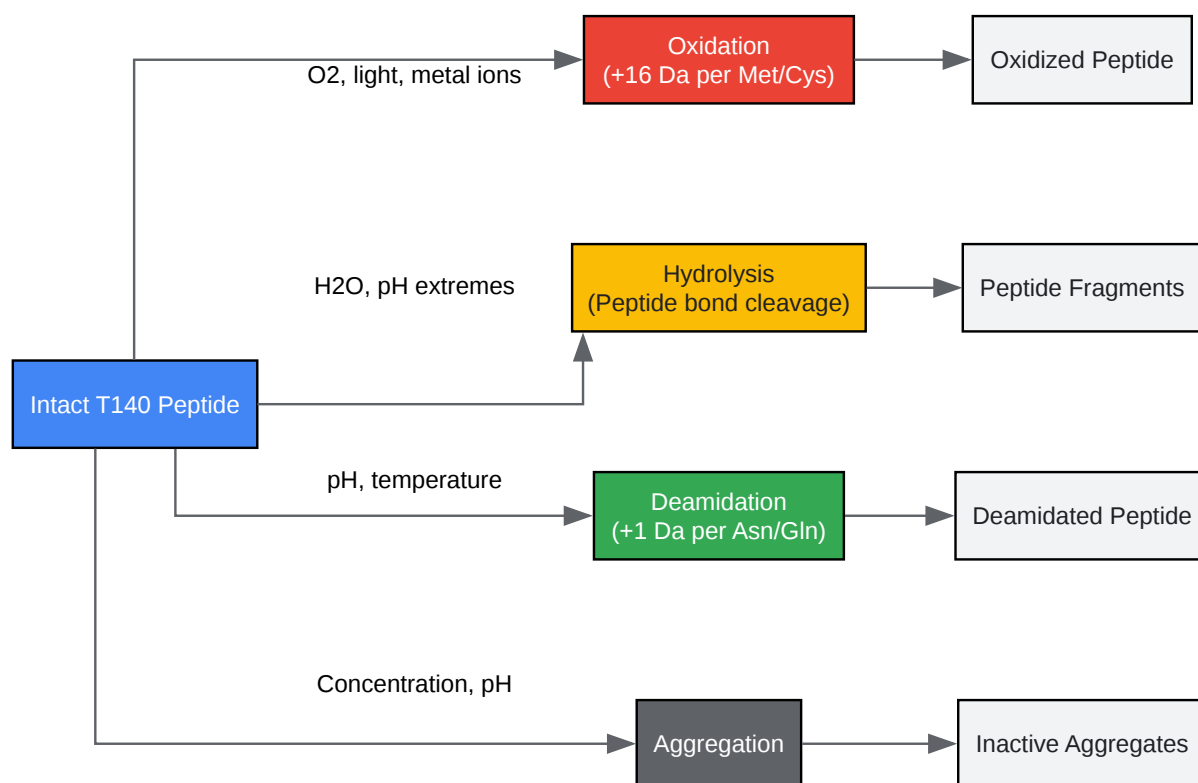 Oxidation
(+16 Da per Met/Cys)
Oxidized Peptide
O2, light, metal ions
Hydrolysis
(Peptide bond cleavage)
Peptide Fragments
H2O, pH extremes
Intact T140 Peptide
pH, temperature
Deamidation
(+1 Da per Asn/Gln)
Deamidated Peptide
Concentration, pH
Aggregation
Inactive Aggregates